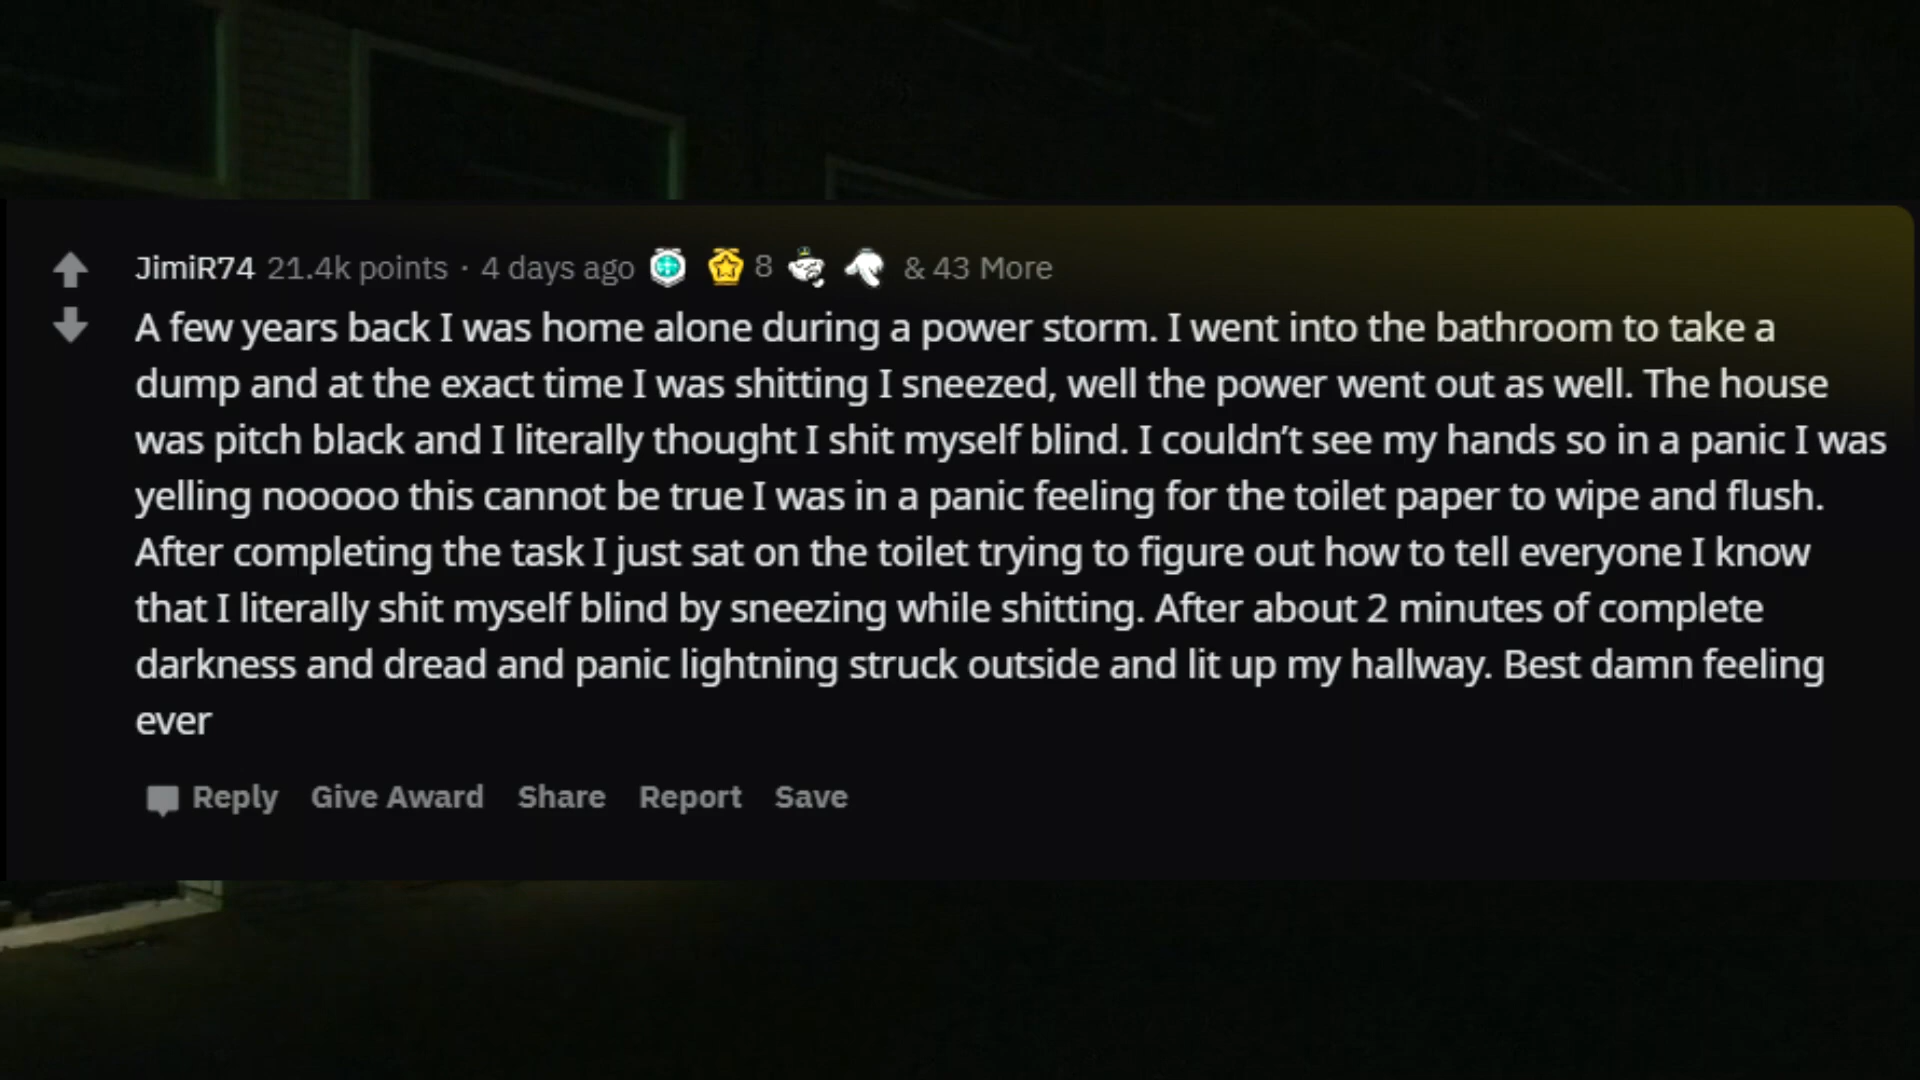 JimiR74 21.4k points · 4 days ago 8 & 43 More
A few years back I was home alone during a power storm. I went into the bathroom to take a
dump and at the exact time I was shitting I sneezed, well the power went out as well. The house
was pitch black and I literally thought I shit myself blind. I couldn’t see my hands so in a panic I was
yelling nooooo this cannot be true I was in a panic feeling for the toilet paper to wipe and flush.
After completing the task I just sat on the toilet trying to figure out how to tell everyone I know
that I literally shit myself blind by sneezing while shitting. After about 2 minutes of complete
darkness and dread and panic lightning struck outside and lit up my hallway. Best damn feeling
ever
Reply Give Award Share Report Save